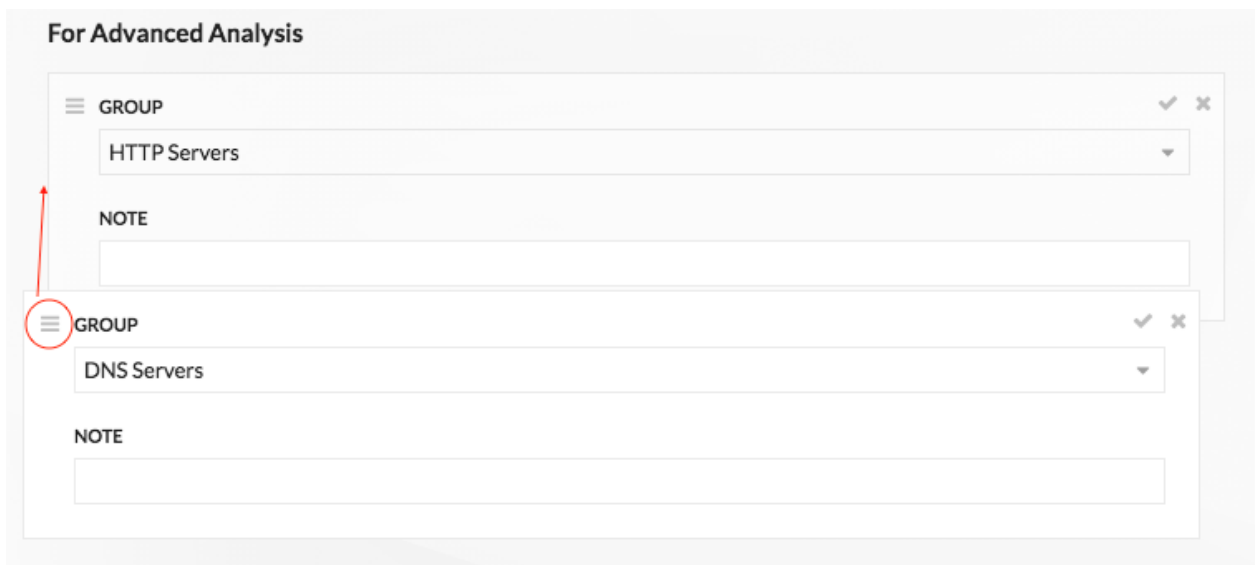 For Advanced Analysis
GROUP
HTTP Servers
NOTE
GROUP
DNS Servers
NOTE